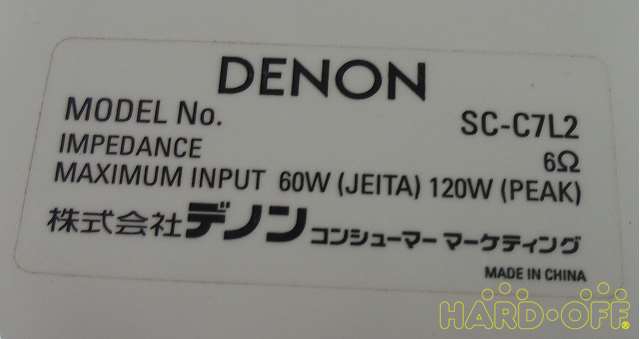 DENON
MODEL No. SC-C7L2
IMPEDANCE 6Ω
MAXIMUM INPUT 60W (JEITA) 120W (PEAK)
株式会社デノン コンシューマー マーケティング
MADE IN CHINA
HARD・OFF